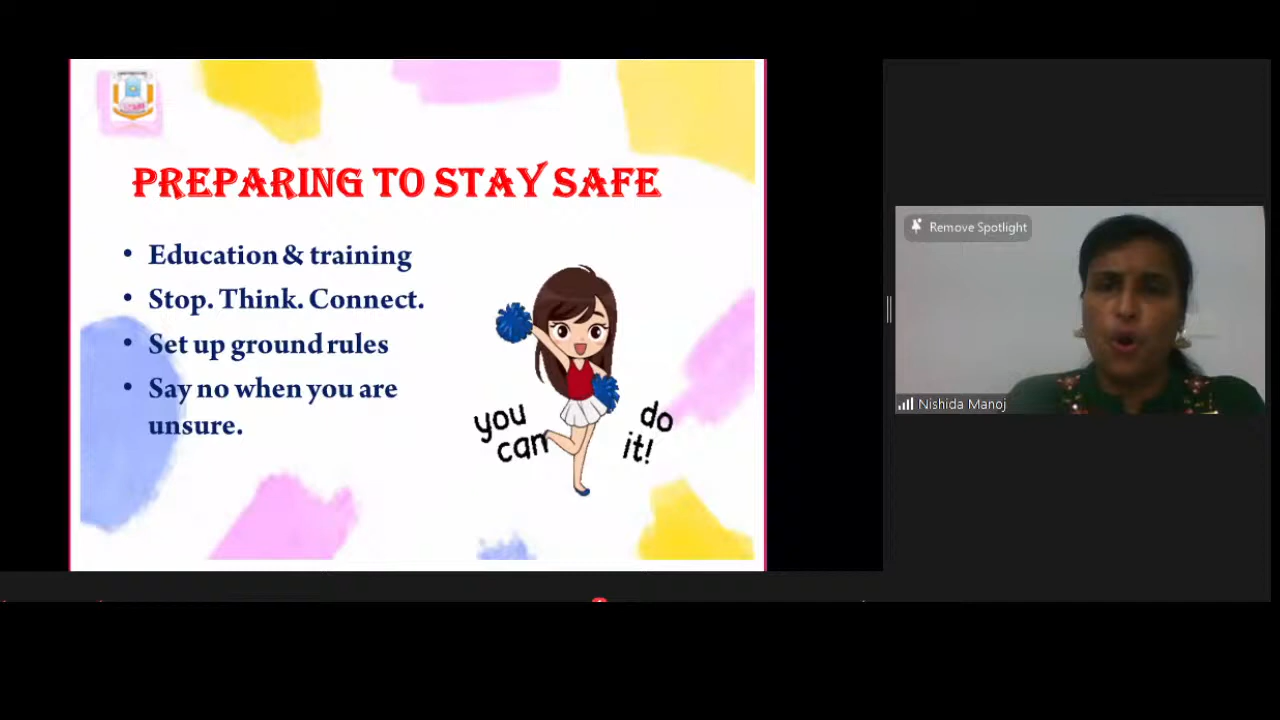 PREPARING TO STAY SAFE
• Education & training
• Stop. Think. Connect.
• Set up ground rules
• Say no when you are
unsure.
you
can
do
it!
Remove Spotlight
Nishida Manoj